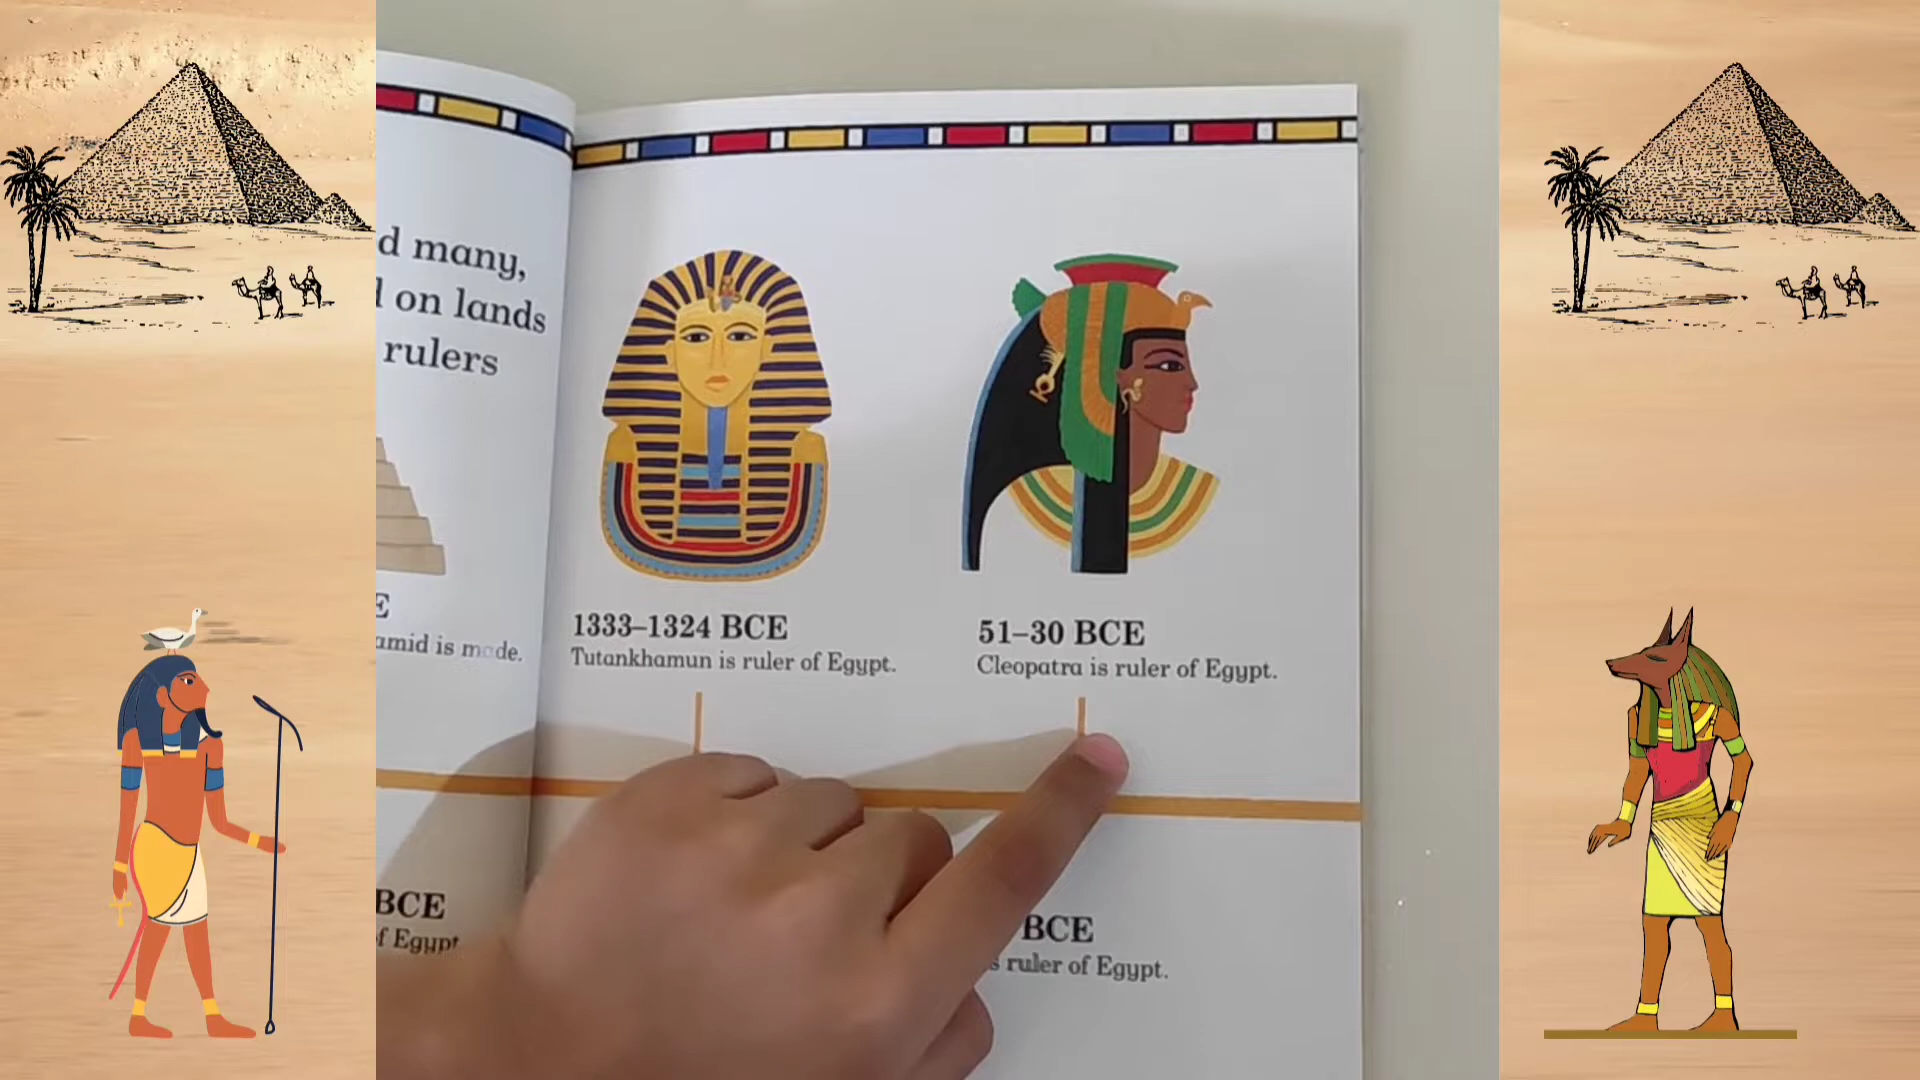 d many,
on lands
rulers
amid is made.
1333–1324 BCE
Tutankhamun is ruler of Egypt.
51–30 BCE
Cleopatra is ruler of Egypt.
BCE
f Egypt
BCE
s ruler of Egypt.